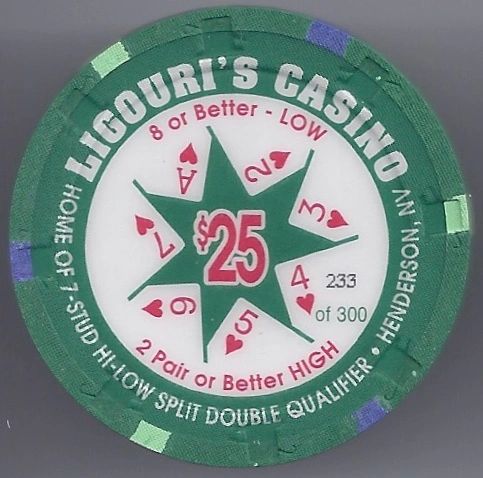 LIGOURI'S CASINO
8 or Better - LOW
A
2
3
4
5
6
7
$25
233
of 300
2 Pair or Better HIGH
HOME OF 7-STUD HI-LOW SPLIT DOUBLE QUALIFIER • HENDERSON, NV